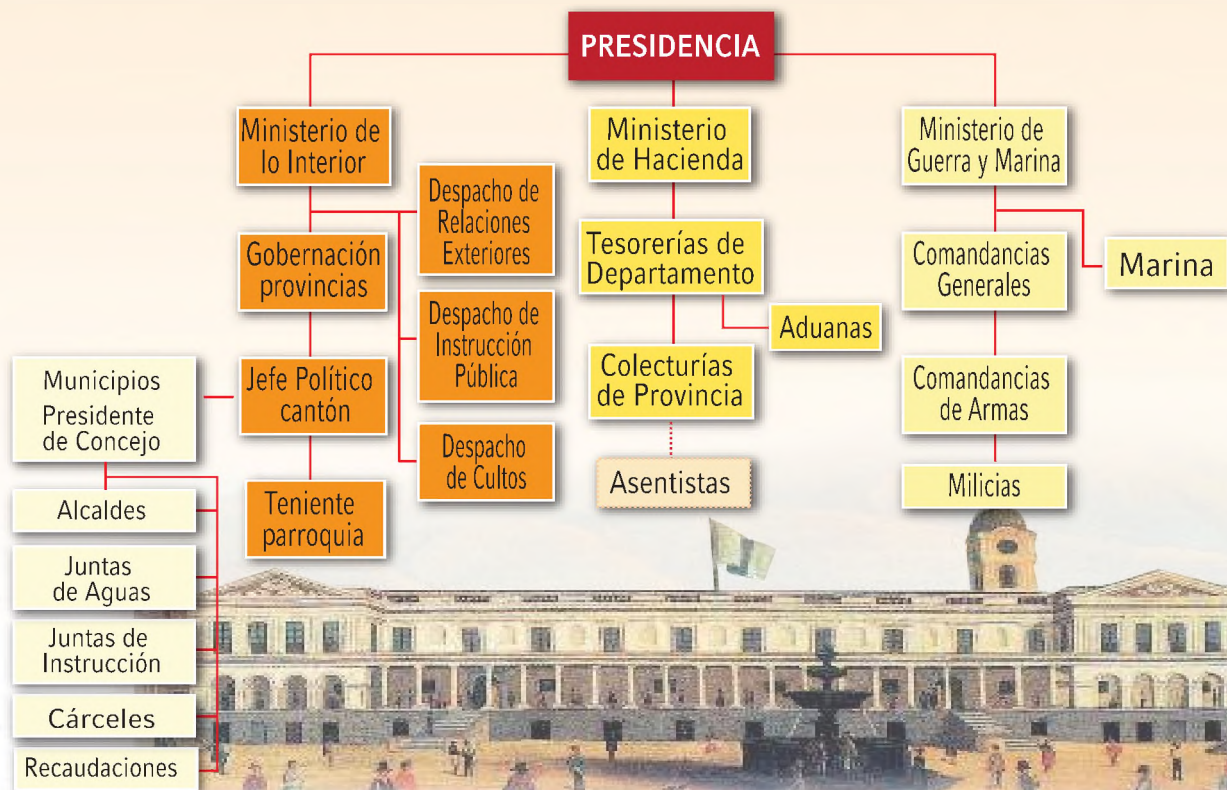 PRESIDENCIA
Ministerio de
lo Interior
Despacho de
Relaciones
Exteriores
Gobernación
provincias
Despacho de
Instrucción
Pública
Jefe Político
cantón
Despacho
de Cultos
Teniente
parroquia
Municipios
Presidente
de Concejo
Alcaldes
Juntas
de Aguas
Juntas de
Instrucción
Cárceles
Recaudaciones
Ministerio
de Hacienda
Tesorerías de
Departamento
Aduanas
Colecturías
de Provincia
Asentistas
Ministerio de
Guerra y Marina
Marina
Comandancias
Generales
Comandancias
de Armas
Milicias